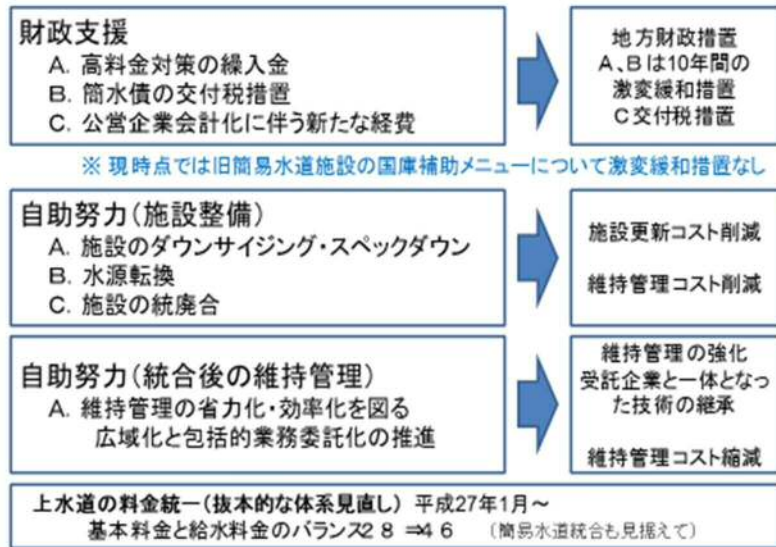 財政支援
A. 高料金対策の繰入金
B. 簡水債の交付税措置
C. 公営企業会計化に伴う新たな経費
地方財政措置
A、Bは10年間の
激変緩和措置
C交付税措置
※ 現時点では旧簡易水道施設の国庫補助メニューについて激変緩和措置なし
自助努力(施設整備)
A. 施設のダウンサイジング・スペックダウン
B. 水源転換
C. 施設の統廃合
施設更新コスト削減
維持管理コスト削減
自助努力(統合後の維持管理)
A. 維持管理の省力化・効率化を図る
広域化と包括的業務委託化の推進
維持管理の強化
受託企業と一体となっ
た技術の継承
維持管理コスト縮減
上水道の料金統一(抜本的な体系見直し) 平成27年1月～
基本料金と給水料金のバランス2 8 ⇒4 6 (簡易水道統合も見据えて)